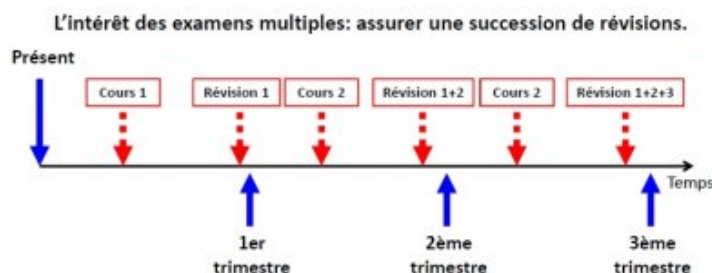 L'intérêt des examens multiples: assurer une succession de révisions.
Présent
Cours 1
Révision 1
Cours 2
Révision 1+2
Cours 2
Révision 1+2+3
Temps
1er
trimestre
2ème
trimestre
3ème
trimestre